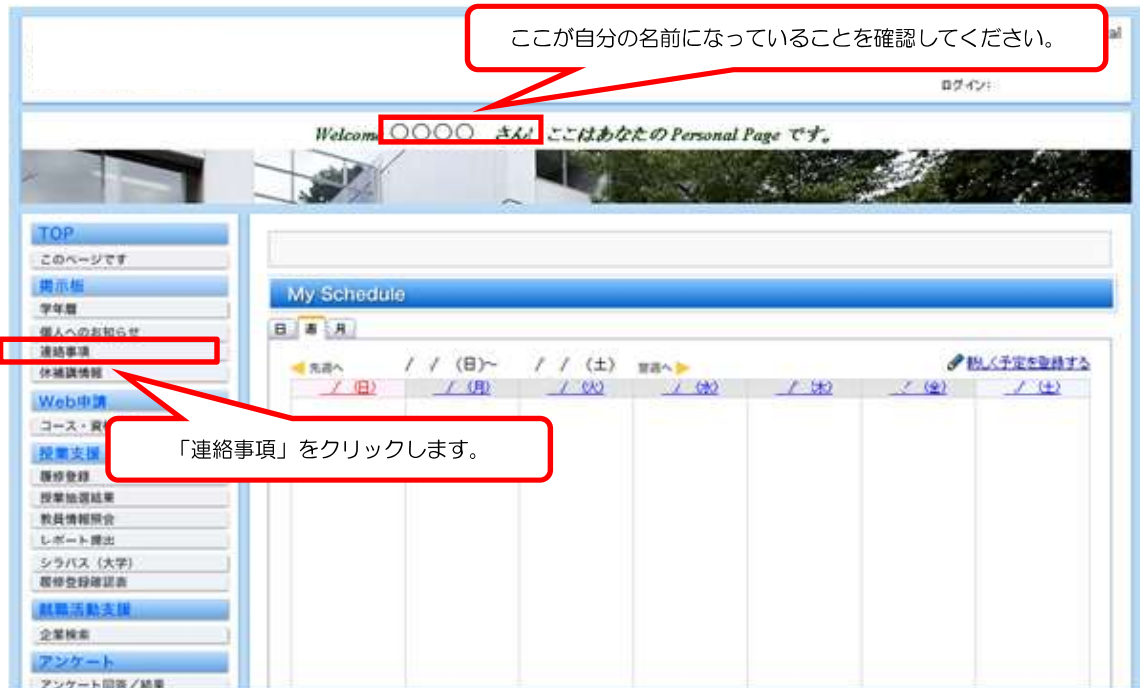 ここが自分の名前になっていることを確認してください。
al
ログイン:
Welcome ○○○○ さん! ここはあなたの Personal Page です。
TOP
このページです
掲示板
学年暦
個人へのお知らせ
連絡事項
休補講情報
Web申請
コース・資
「連絡事項」をクリックします。
授業支援
履修登録
授業抽選結果
教員情報照会
レポート提出
シラバス (大学)
履修登録確認表
就職活動支援
企業検索
アンケート
アンケート回答/結果
My Schedule
日 週 月
先週へ / / (日)~ / / (土) 翌週へ 新しく予定を登録する
/ (日) / (月) / (火) / (水) / (木) / (金) / (土)